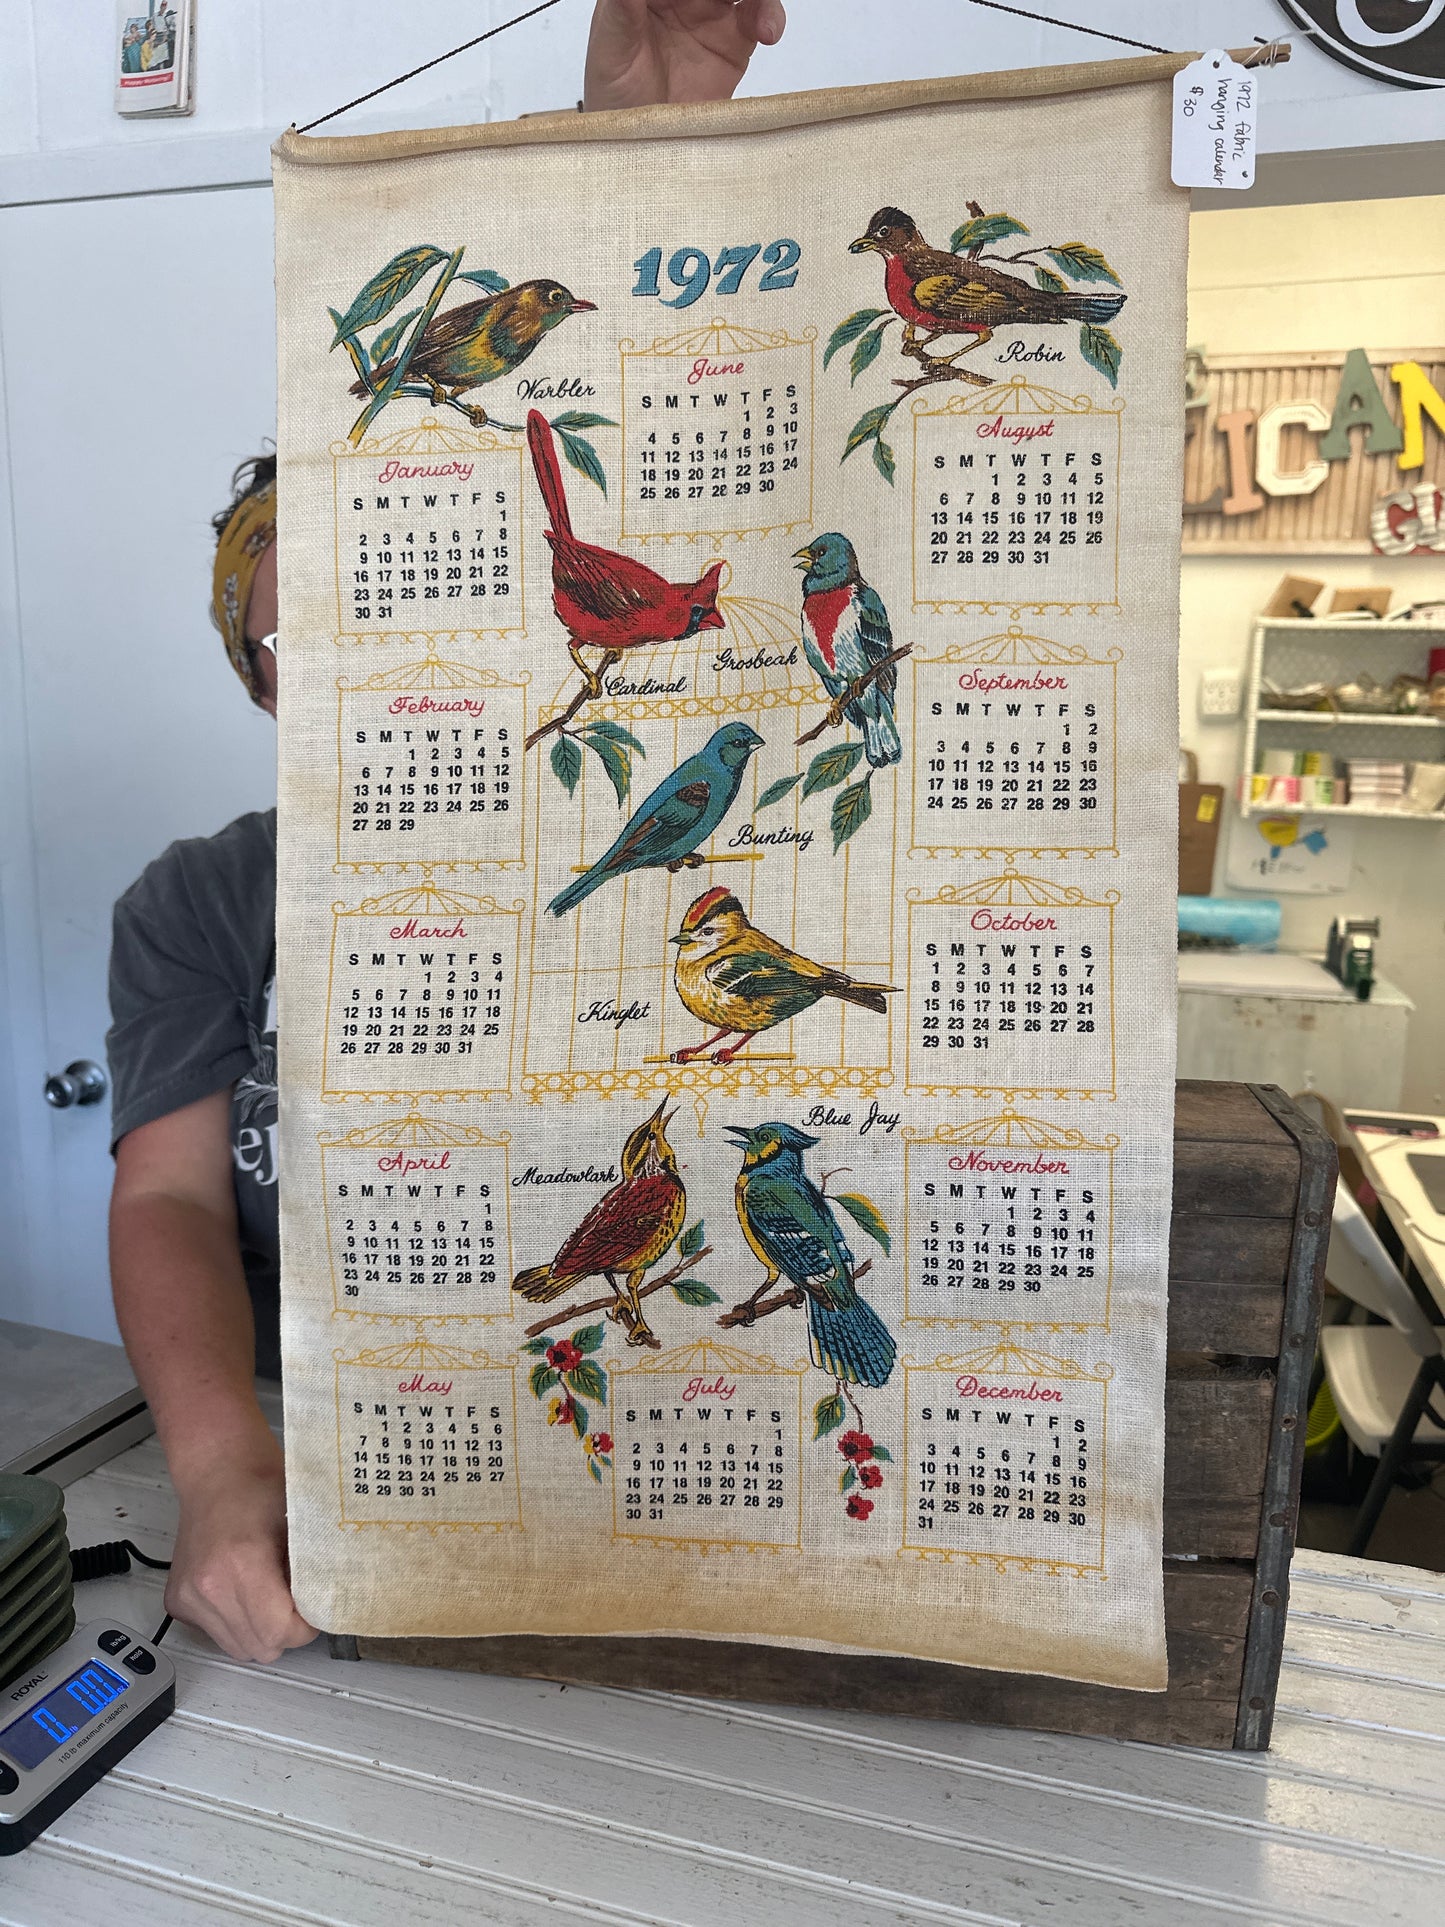 1972 fabric
hanging calendar
$30
Happy Motoring!
1972
Warbler
Robin
January
S M T W T F S
1
2 3 4 5 6 7 8
9 10 11 12 13 14 15
16 17 18 19 20 21 22
23 24 25 26 27 28 29
30 31
June
S M T W T F S
1 2 3
4 5 6 7 8 9 10
11 12 13 14 15 16 17
18 19 20 21 22 23 24
25 26 27 28 29 30
August
S M T W T F S
1 2 3 4 5
6 7 8 9 10 11 12
13 14 15 16 17 18 19
20 21 22 23 24 25 26
27 28 29 30 31
Cardinal
Grosbeak
February
S M T W T F S
1 2 3 4 5
6 7 8 9 10 11 12
13 14 15 16 17 18 19
20 21 22 23 24 25 26
27 28 29
Bunting
September
S M T W T F S
1 2
3 4 5 6 7 8 9
10 11 12 13 14 15 16
17 18 19 20 21 22 23
24 25 26 27 28 29 30
March
S M T W T F S
1 2 3 4
5 6 7 8 9 10 11
12 13 14 15 16 17 18
19 20 21 22 23 24 25
26 27 28 29 30 31
Kinglet
October
S M T W T F S
1 2 3 4 5 6 7
8 9 10 11 12 13 14
15 16 17 18 19 20 21
22 23 24 25 26 27 28
29 30 31
April
S M T W T F S
1
2 3 4 5 6 7 8
9 10 11 12 13 14 15
16 17 18 19 20 21 22
23 24 25 26 27 28 29
30
Meadowlark
Blue Jay
November
S M T W T F S
1 2 3 4
5 6 7 8 9 10 11
12 13 14 15 16 17 18
19 20 21 22 23 24 25
26 27 28 29 30
May
S M T W T F S
1 2 3 4 5 6
7 8 9 10 11 12 13
14 15 16 17 18 19 20
21 22 23 24 25 26 27
28 29 30 31
July
S M T W T F S
1
2 3 4 5 6 7 8
9 10 11 12 13 14 15
16 17 18 19 20 21 22
23 24 25 26 27 28 29
30 31
December
S M T W T F S
1 2
3 4 5 6 7 8 9
10 11 12 13 14 15 16
17 18 19 20 21 22 23
24 25 26 27 28 29 30
31
ICAN
ROYAL
lb/kg
hold
0 lb 0.0 oz
110 lb maximum capacity